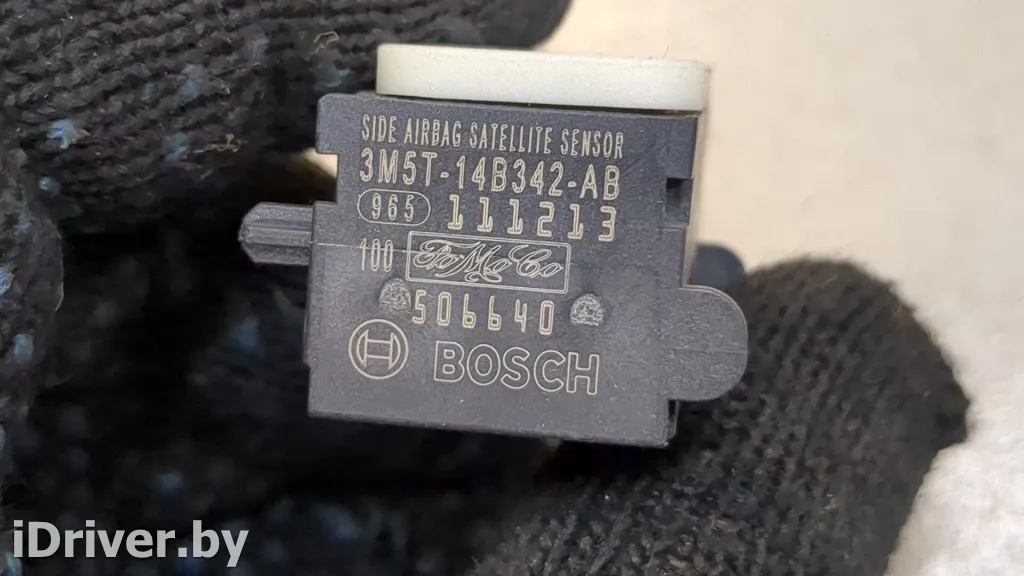 SIDE AIRBAG SATELLITE SENSOR
3M5T-14B342-AB
965 111213
100 FoMoCo
506640
BOSCH
iDriver.by